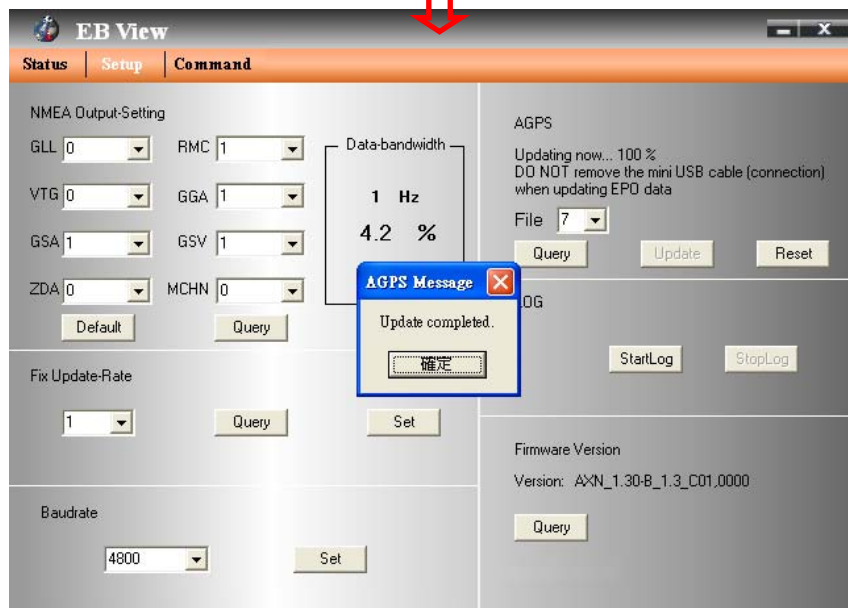 EB View
Status Setup Command
NMEA Output-Setting
GLL 0 RMC 1
VTG 0 GGA 1
GSA 1 GSV 1
ZDA 0 MCHN 0
Default Query
Data-bandwidth
1 Hz
4.2 %
AGPS
Updating now... 100 %
DO NOT remove the mini USB cable (connection)
when updating EPO data
File 7
Query Update Reset
AGPS Message
Update completed.
確定
OG
StartLog StopLog
Fix Update-Rate
1 Query Set
Firmware Version
Version: AXN_1.30-B_1.3_C01,0000
Query
Baudrate
4800 Set